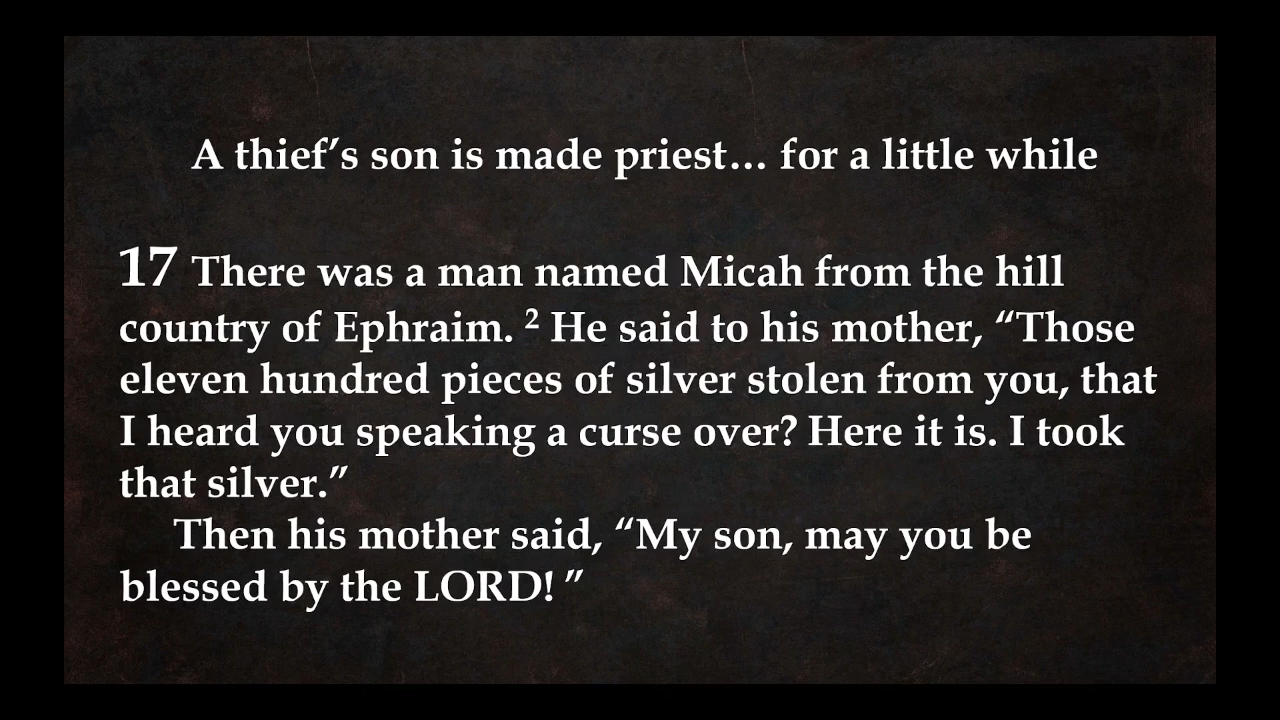 A thief’s son is made priest… for a little while
17 There was a man named Micah from the hill
country of Ephraim. ² He said to his mother, “Those
eleven hundred pieces of silver stolen from you, that
I heard you speaking a curse over? Here it is. I took
that silver.”
Then his mother said, “My son, may you be
blessed by the LORD! ”